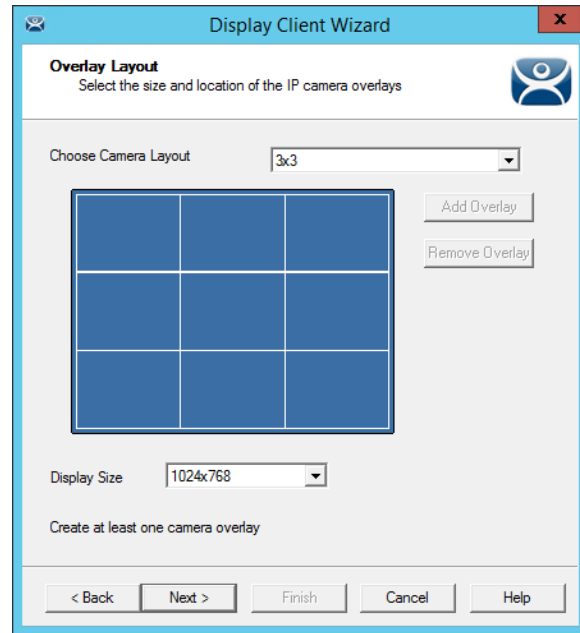 Display Client Wizard
x
Overlay Layout
Select the size and location of the IP camera overlays
Choose Camera Layout
3x3
Add Overlay
Remove Overlay
Display Size
1024x768
Create at least one camera overlay
< Back
Next >
Finish
Cancel
Help